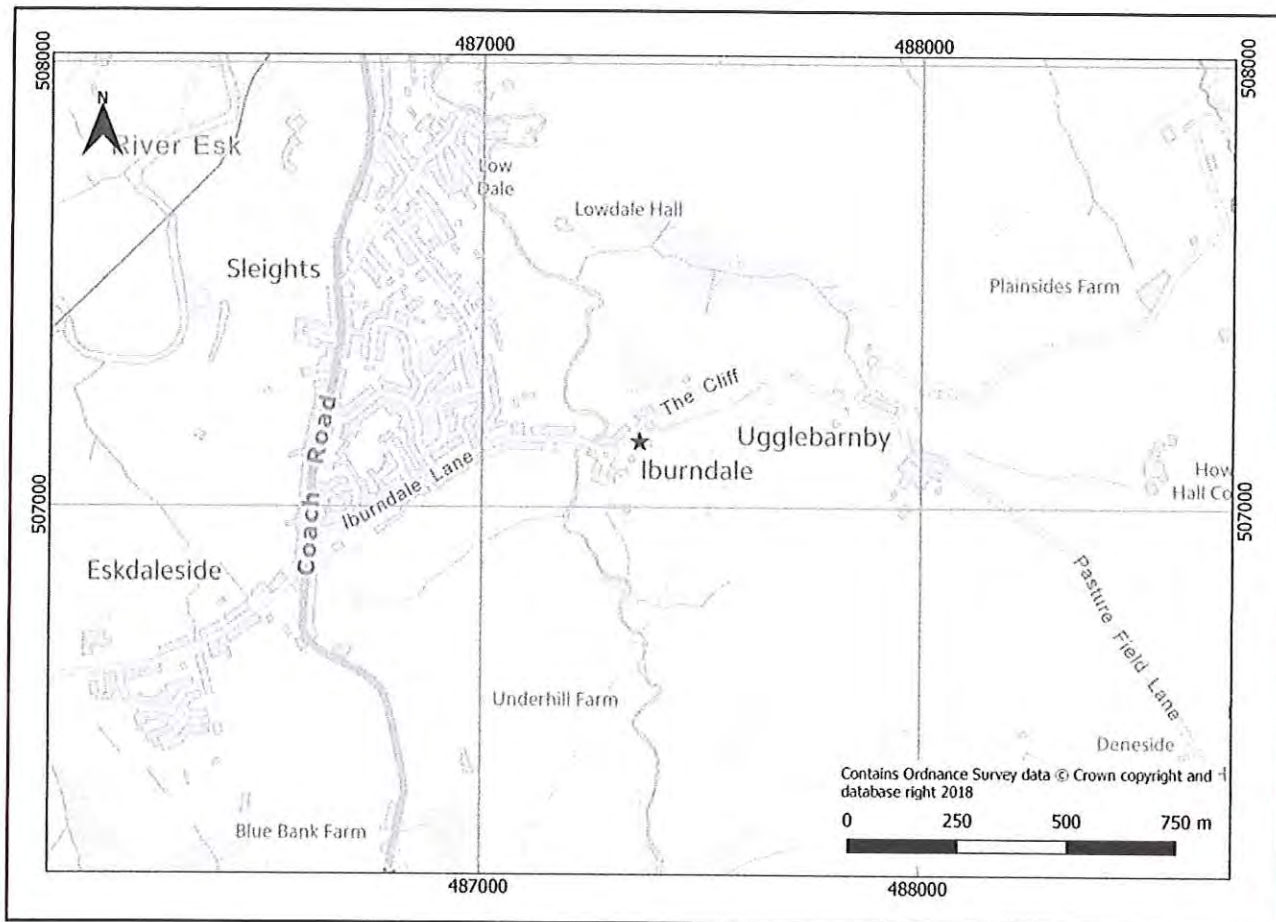 487000
488000
508000
508000
N
River Esk
Low
Dale
Lowdale Hall
Sleights
Plainsides Farm
The Cliff
Coach Road
Ugglebarnby
Iburndale Lane
Iburndale
How
Hall Co
507000
507000
Eskdaleside
Pasture Field Lane
Underhill Farm
Deneside
Contains Ordnance Survey data © Crown copyright and
database right 2018
Blue Bank Farm
0 250 500 750 m
487000
488000